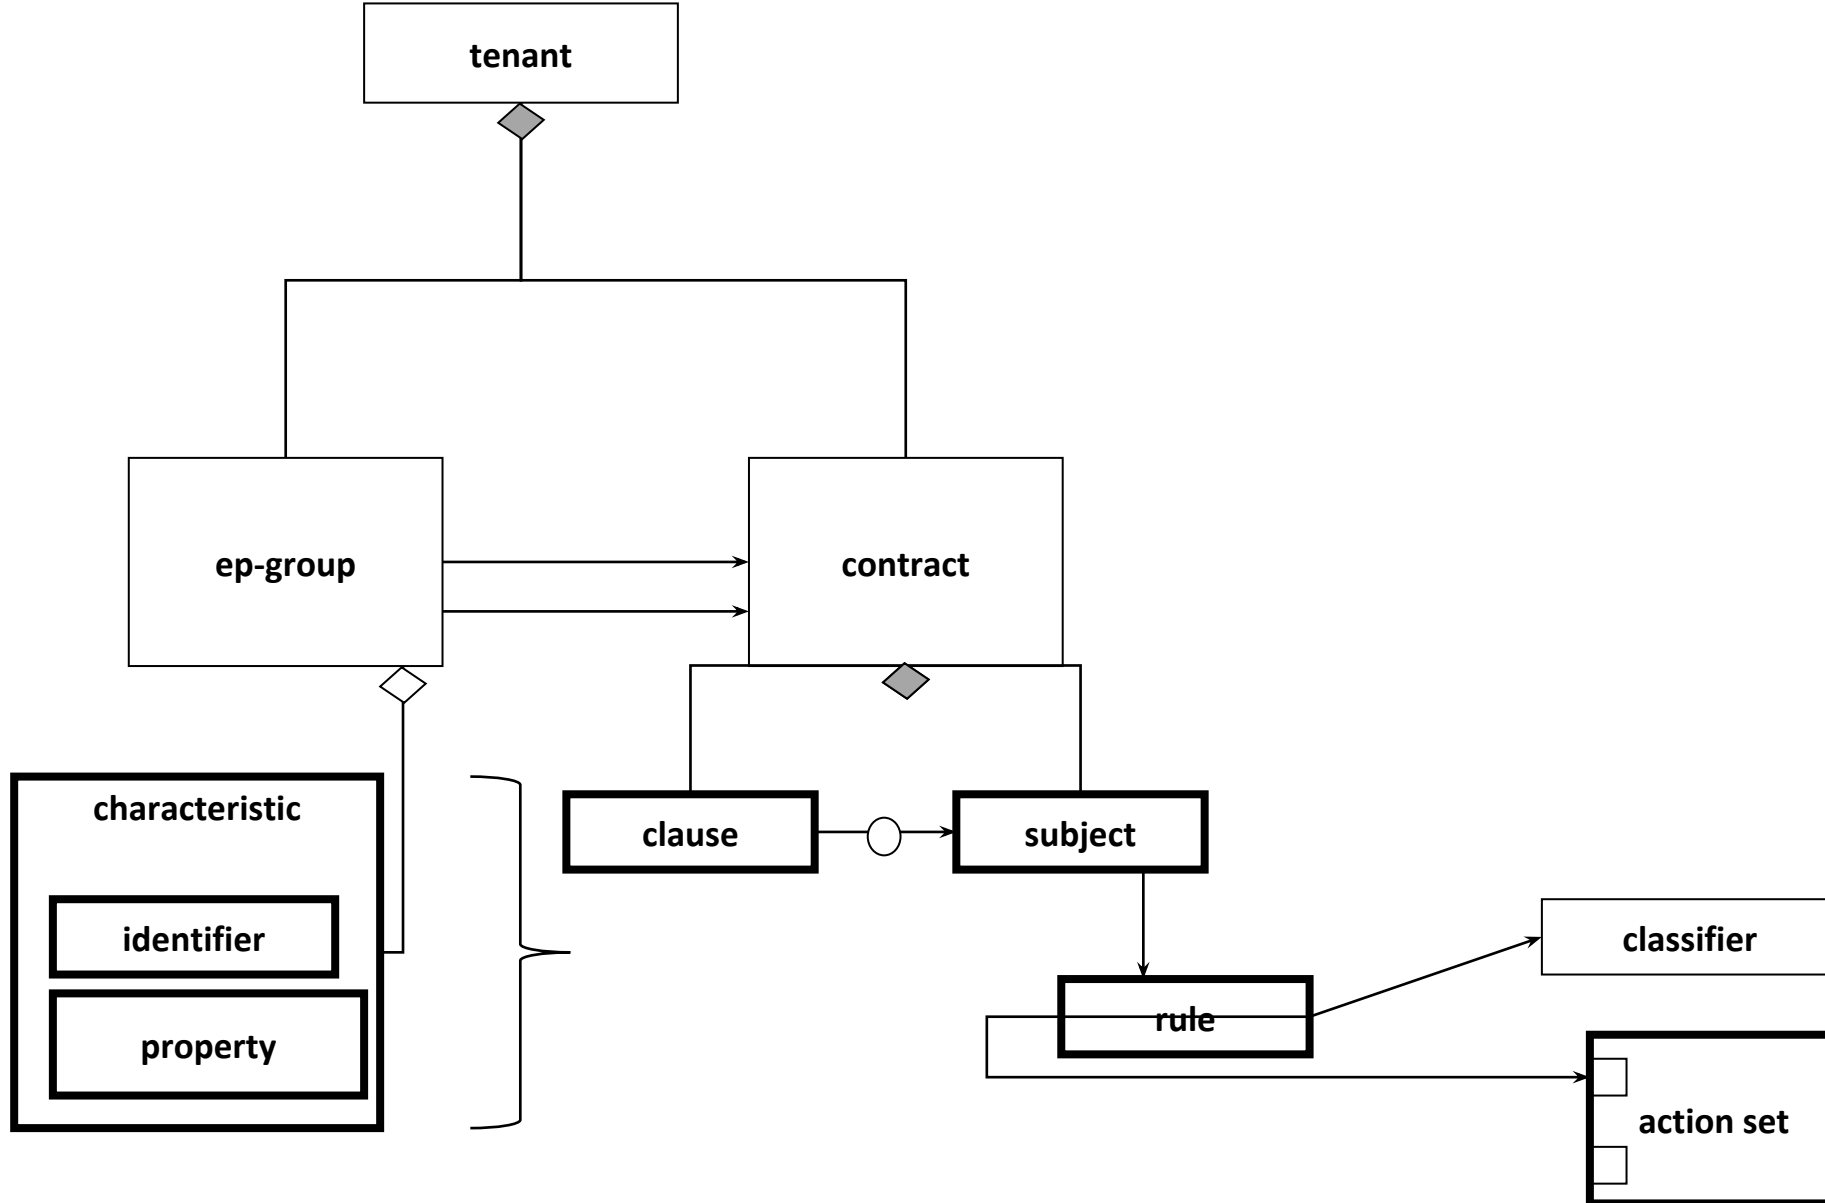 tenant
ep-group
contract
characteristic
clause
subject
identifier
classifier
rule
property
action set